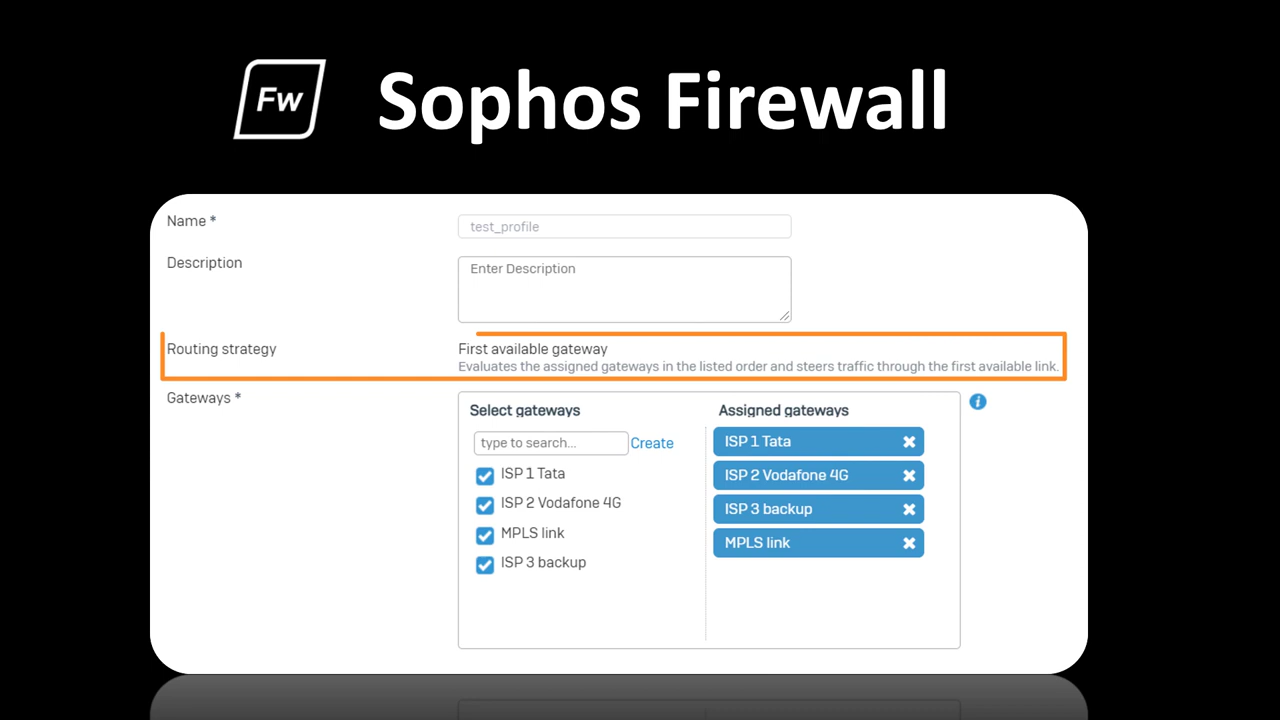 Fw Sophos Firewall
Name *
test_profile
Description
Enter Description
Routing strategy
First available gateway
Evaluates the assigned gateways in the listed order and steers traffic through the first available link.
Gateways *
Select gateways
type to search...
Create
ISP 1 Tata
ISP 2 Vodafone 4G
MPLS link
ISP 3 backup
Assigned gateways
ISP 1 Tata
ISP 2 Vodafone 4G
ISP 3 backup
MPLS link